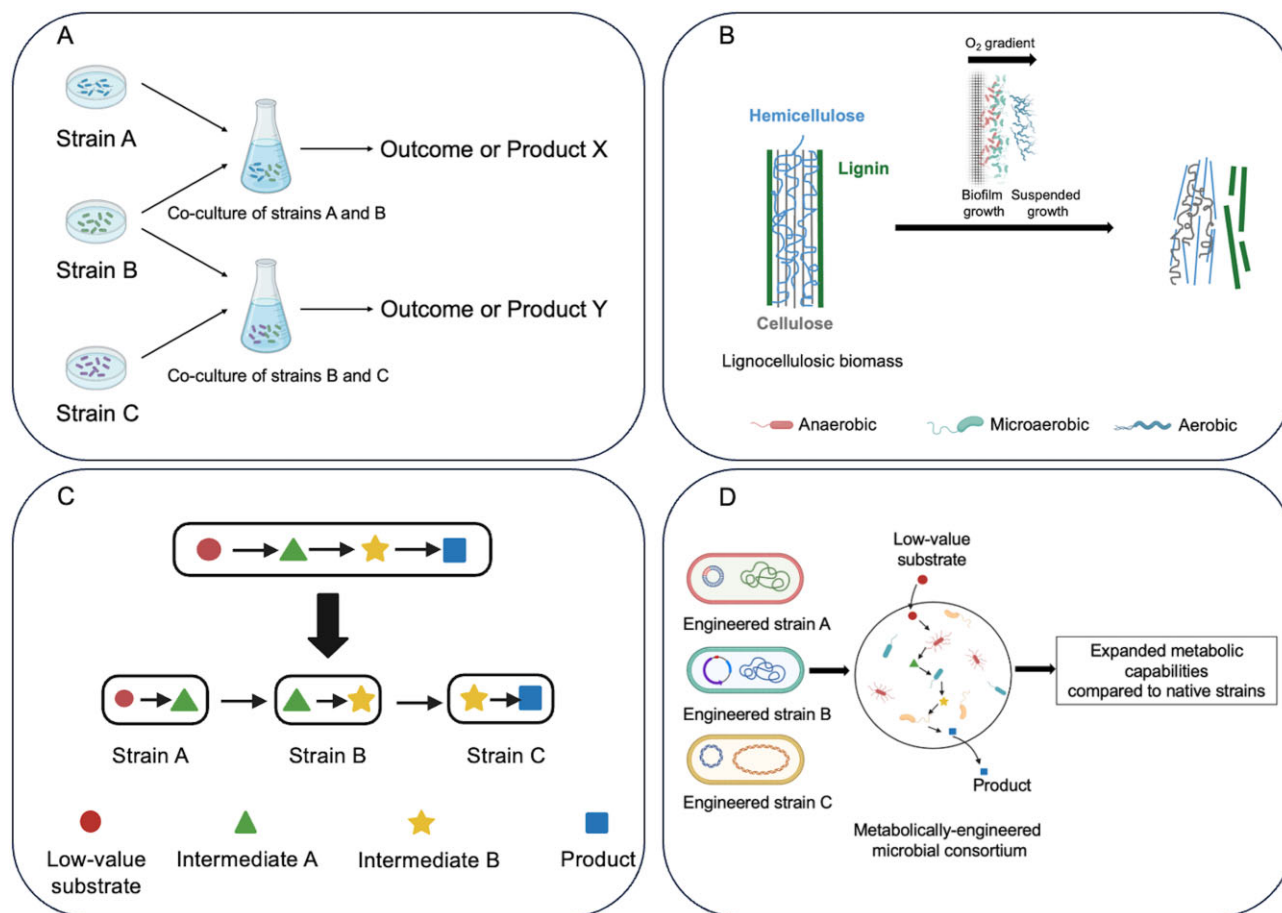 A
Strain A
Strain B
Strain C
Co-culture of strains A and B
Outcome or Product X
Co-culture of strains B and C
Outcome or Product Y
B
O₂ gradient
Hemicellulose
Lignin
Biofilm
growth
Suspended
growth
Cellulose
Lignocellulosic biomass
Anaerobic
Microaerobic
Aerobic
C
Strain A
Strain B
Strain C
Low-value
substrate
Intermediate A
Intermediate B
Product
D
Engineered strain A
Engineered strain B
Engineered strain C
Low-value
substrate
Product
Metabolically-engineered
microbial consortium
Expanded metabolic
capabilities
compared to native strains